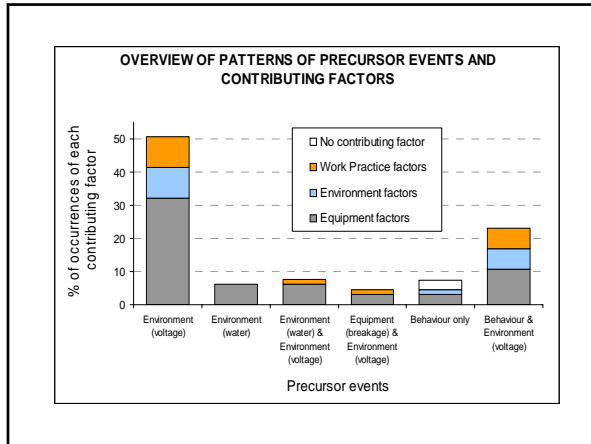 OVERVIEW OF PATTERNS OF PRECURSOR EVENTS AND
CONTRIBUTING FACTORS
% of occurrences of each
contributing factor
50
40
30
20
10
0
No contributing factor
Work Practice factors
Environment factors
Equipment factors
Environment
(voltage)
Environment
(water)
Environment
(water) &
Environment
(voltage)
Equipment
(breakage) &
Environment
(voltage)
Behaviour only
Behaviour &
Environment
(voltage)
Precursor events